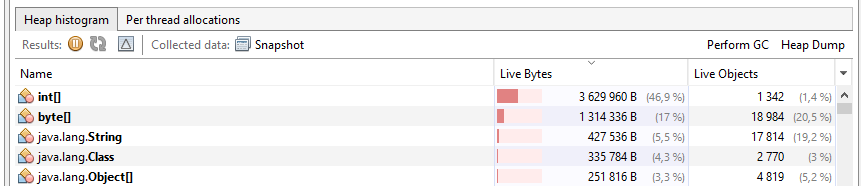 Heap histogram Per thread allocations
Results: Collected data: Snapshot Perform GC Heap Dump
Name Live Bytes Live Objects
int[] 3 629 960 B (46,9 %) 1 342 (1,4 %)
byte[] 1 314 336 B (17 %) 18 984 (20,5 %)
java.lang.String 427 536 B (5,5 %) 17 814 (19,2 %)
java.lang.Class 335 784 B (4,3 %) 2 770 (3 %)
java.lang.Object[] 251 816 B (3,3 %) 4 819 (5,2 %)